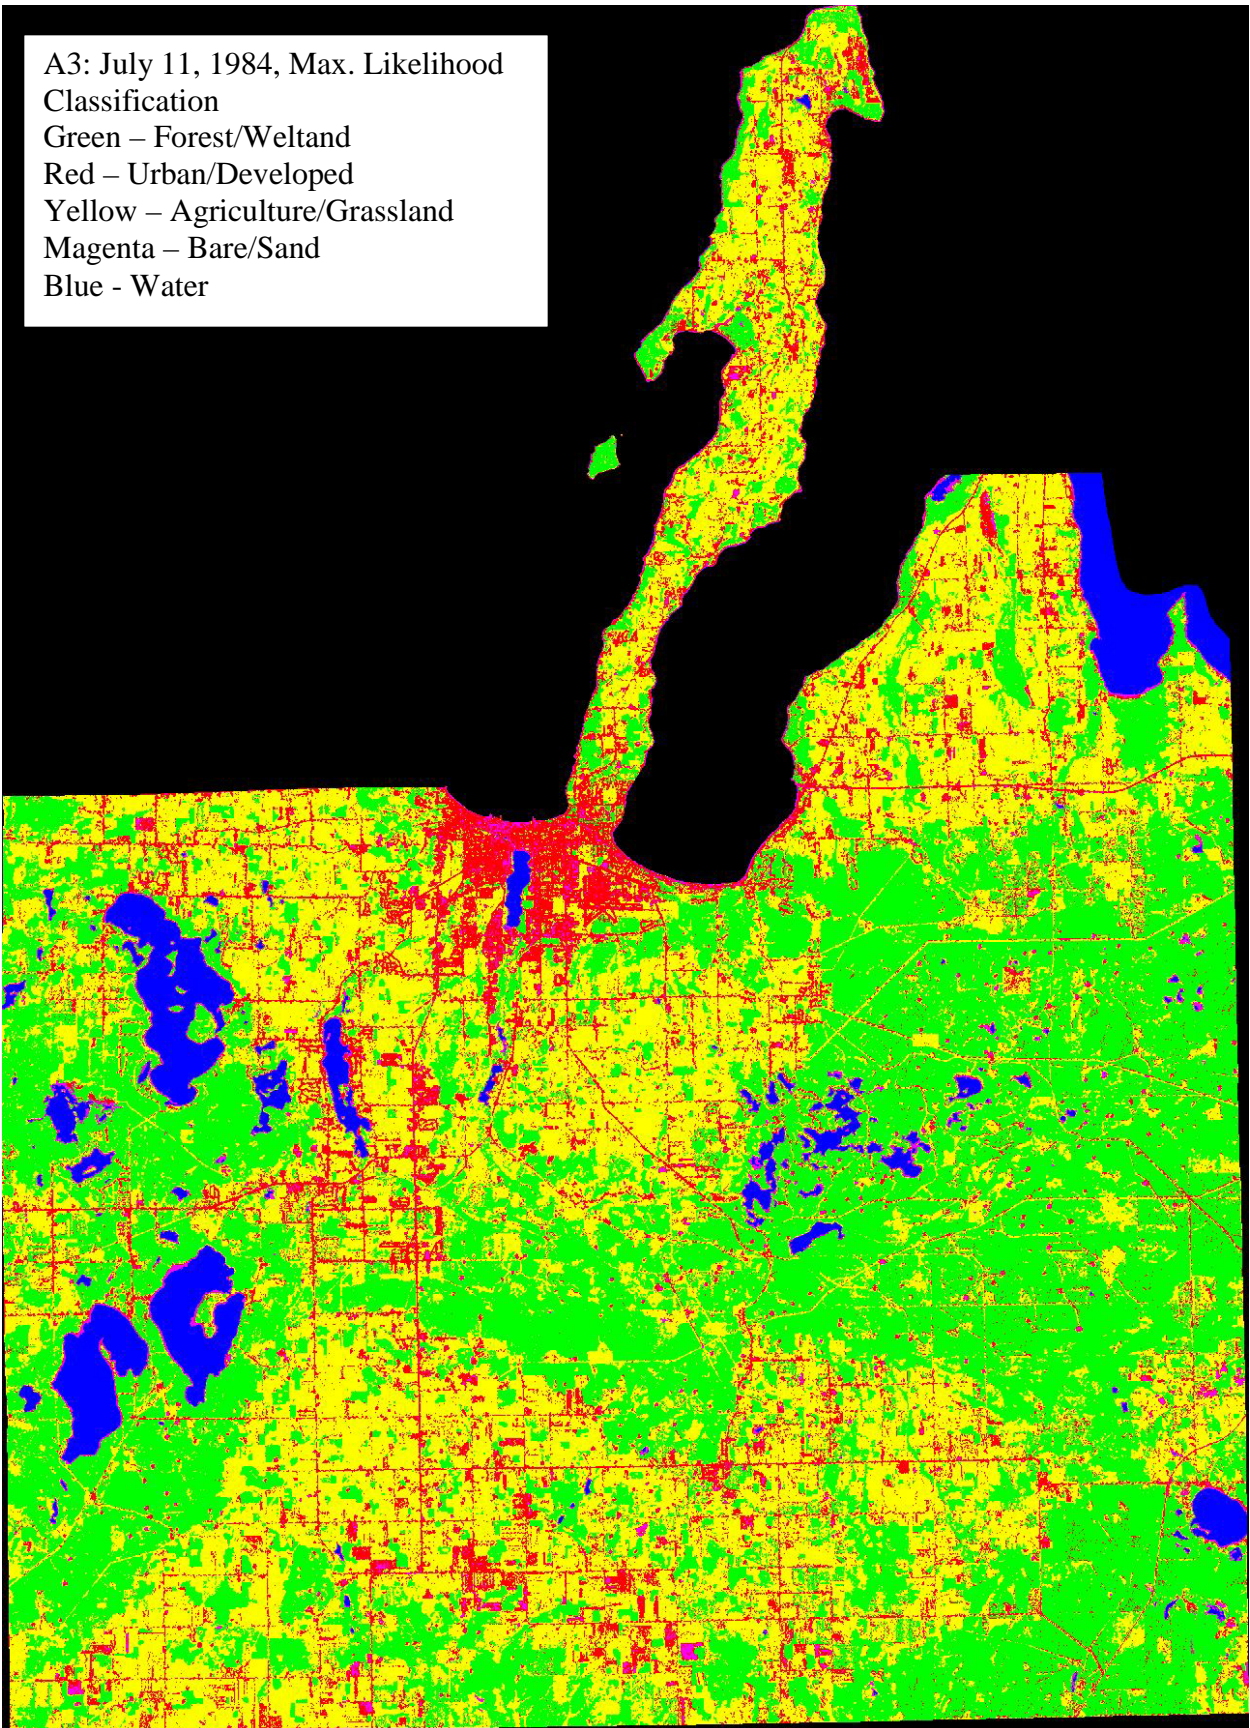 A3: July 11, 1984, Max. Likelihood
Classification
Green – Forest/Weltand
Red – Urban/Developed
Yellow – Agriculture/Grassland
Magenta – Bare/Sand
Blue - Water